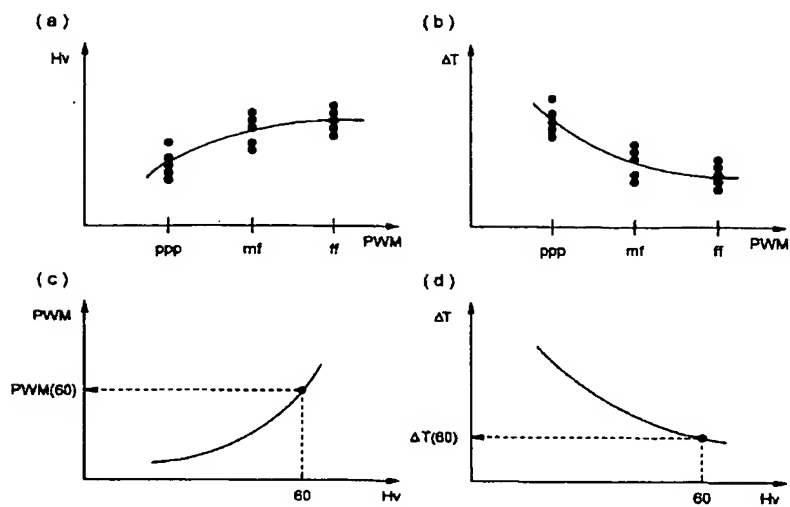 (a)
Hv
ppp mf ff PWM
(b)
ΔT
ppp mf ff PWM
(c)
PWM
PWM(60)
60 Hv
(d)
ΔT
ΔT(60)
60 Hv